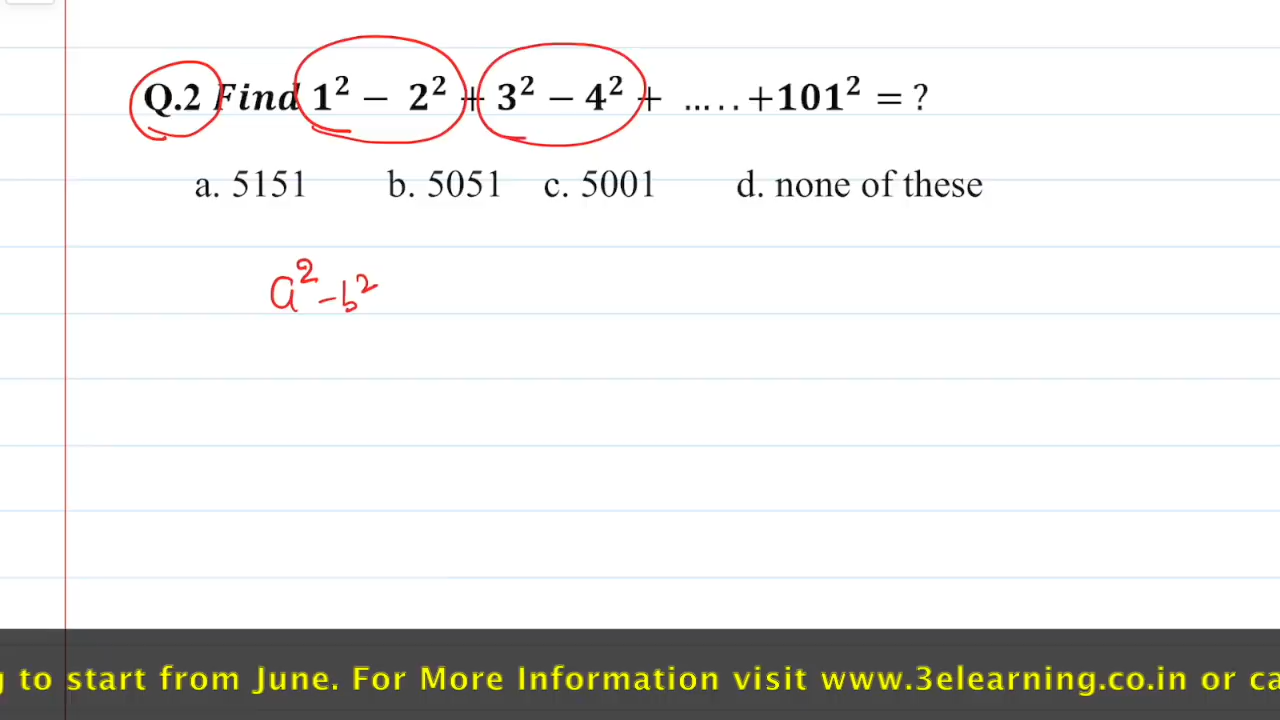 Q.2 Find 1² − 2² + 3² − 4² + ..... +101² = ?
a. 5151 b. 5051 c. 5001 d. none of these
a² − b²
to start from June. For More Information visit www.3elearning.co.in or